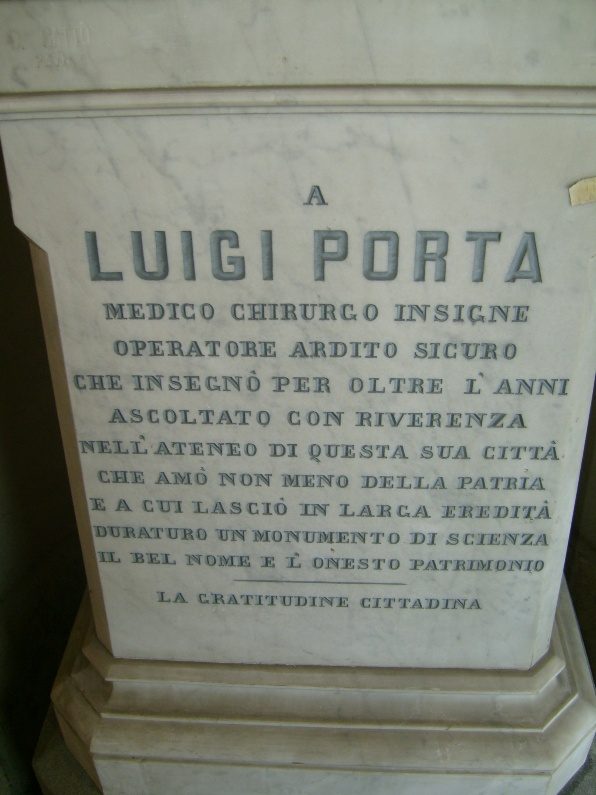 A
LUIGI PORTA
MEDICO CHIRURGO INSIGNE
OPERATORE ARDITO SICURO
CHE INSEGNÒ PER OLTRE L'ANNI
ASCOLTATO CON RIVERENZA
NELL'ATENEO DI QUESTA SUA CITTÀ
CHE AMÒ NON MENO DELLA PATRIA
E A CUI LASCIÒ IN LARGA EREDITÀ
DURATURO UN MONUMENTO DI SCIENZA
IL BEL NOME E L'ONESTO PATRIMONIO
LA GRATITUDINE CITTADINA